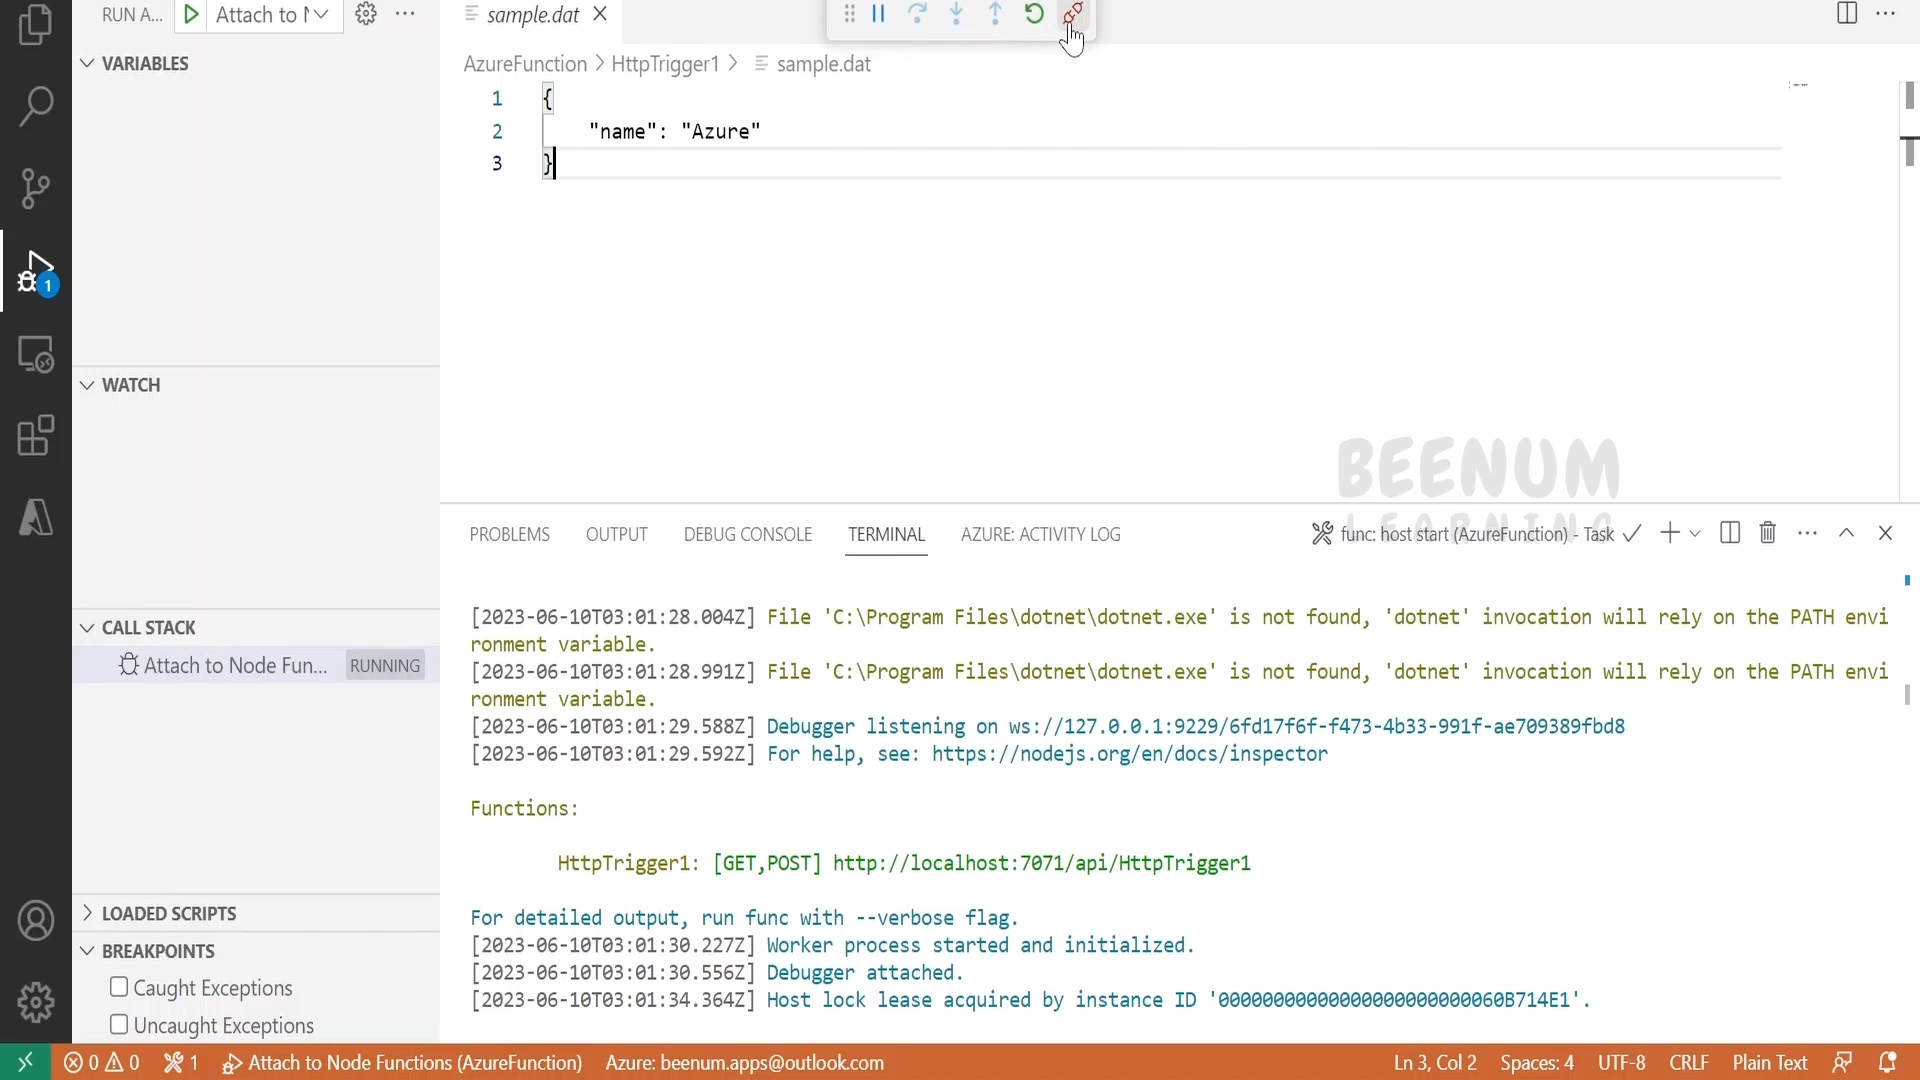 RUN A...
Attach to N
sample.dat
VARIABLES
AzureFunction > HttpTrigger1 > sample.dat
1 {
2 "name": "Azure"
3 }
1
WATCH
BEENUM
LEARNING
PROBLEMS OUTPUT DEBUG CONSOLE TERMINAL AZURE: ACTIVITY LOG
func: host start (AzureFunction) - Task
CALL STACK
Attach to Node Fun... RUNNING
[2023-06-10T03:01:28.004Z] File 'C:\Program Files\dotnet\dotnet.exe' is not found, 'dotnet' invocation will rely on the PATH envi
ronment variable.
[2023-06-10T03:01:28.991Z] File 'C:\Program Files\dotnet\dotnet.exe' is not found, 'dotnet' invocation will rely on the PATH envi
ronment variable.
[2023-06-10T03:01:29.588Z] Debugger listening on ws://127.0.0.1:9229/6fd17f6f-f473-4b33-991f-ae709389fbd8
[2023-06-10T03:01:29.592Z] For help, see: https://nodejs.org/en/docs/inspector
Functions:
HttpTrigger1: [GET,POST] http://localhost:7071/api/HttpTrigger1
For detailed output, run func with --verbose flag.
[2023-06-10T03:01:30.227Z] Worker process started and initialized.
[2023-06-10T03:01:30.556Z] Debugger attached.
[2023-06-10T03:01:34.364Z] Host lock lease acquired by instance ID '000000000000000000000000060B714E1'.
LOADED SCRIPTS
BREAKPOINTS
Caught Exceptions
Uncaught Exceptions
0 0 1 Attach to Node Functions (AzureFunction) Azure: beenum.apps@outlook.com
Ln 3, Col 2 Spaces: 4 UTF-8 CRLF Plain Text